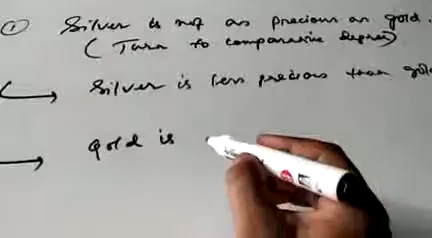 ① Silver is not as precious as gold.
( Turn to comparative degree)
Silver is less precious than gold
gold is